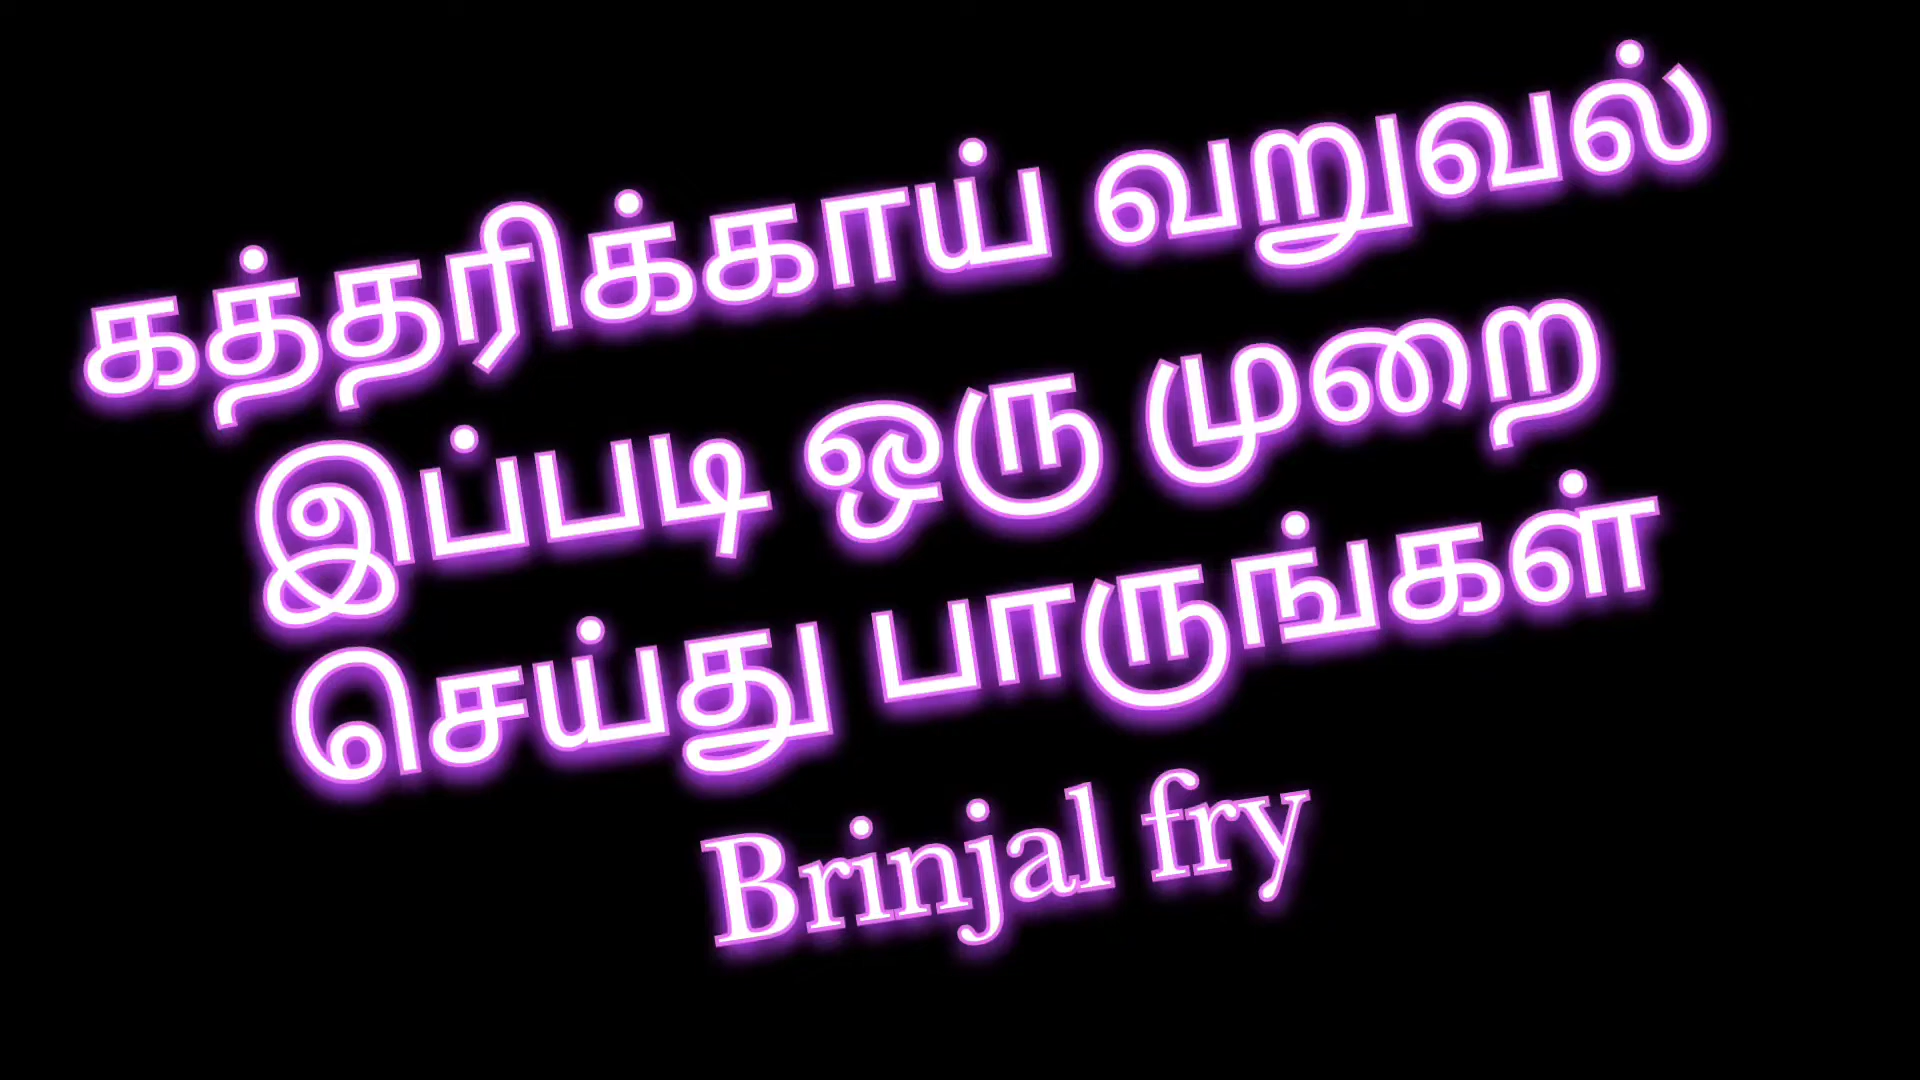 கத்தரிக்காய் வறுவல்
இப்படி ஒரு முறை
செய்து பாருங்கள்
Brinjal fry